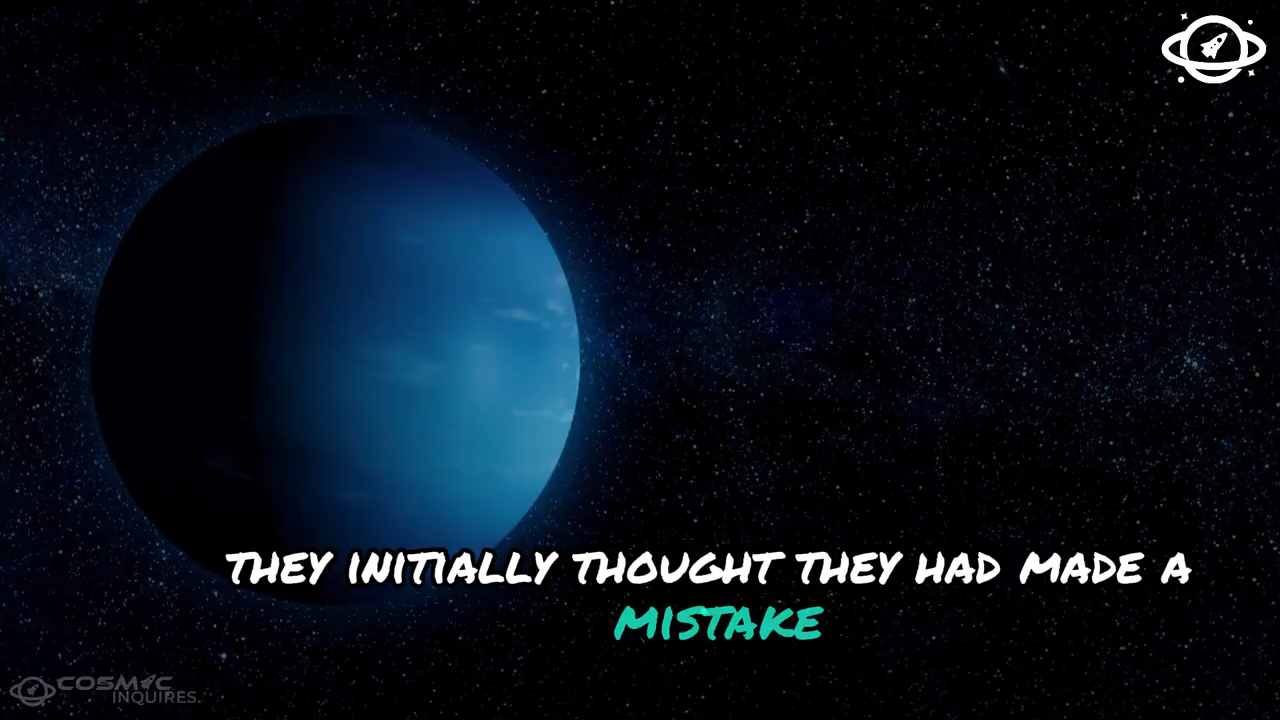 THEY INITIALLY THOUGHT THEY HAD MADE A
MISTAKE
COSMIC
INQUIRES.